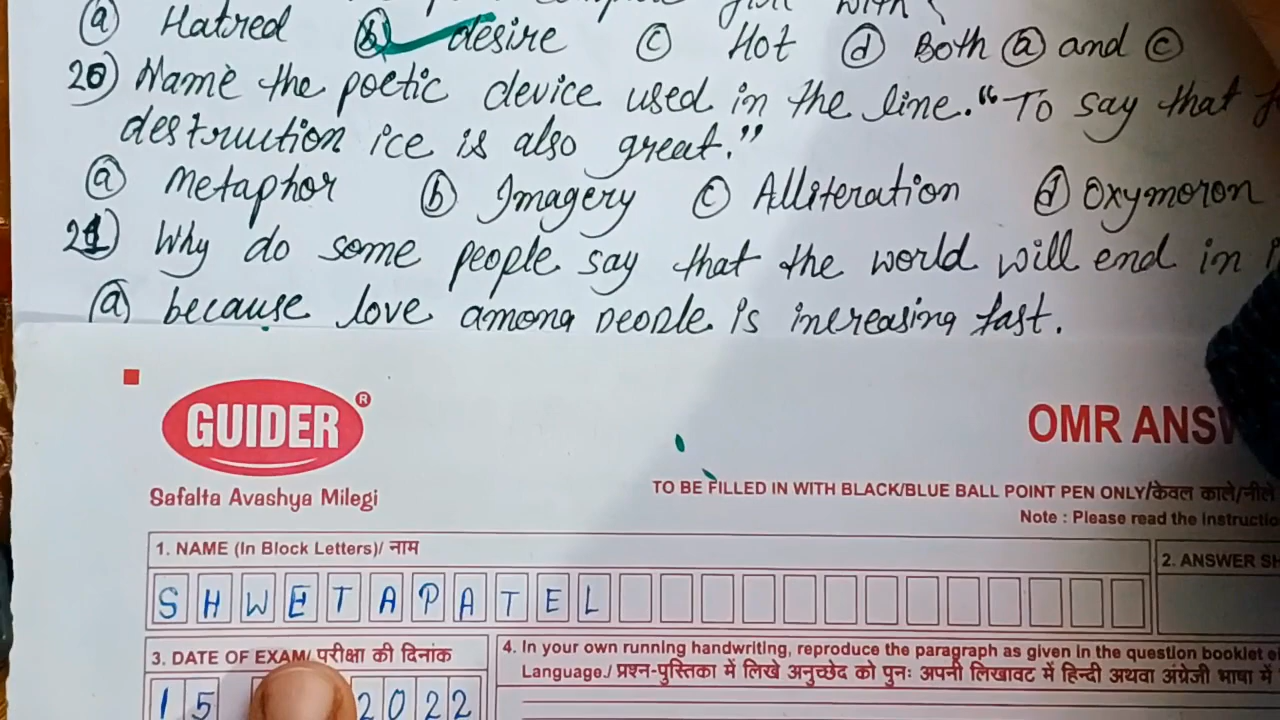 with
ⓐ Hatred ⓑ desire ⓒ Hot ⓓ Both ⓐ and ⓒ
20) Name the poetic device used in the line. "To say that
destruction ice is also great."
ⓐ Metaphor ⓑ Imagery ⓒ Alliteration ⓓ Oxymoron
21) Why do some people say that the world will end in
ⓐ because love among people is increasing fast.
GUIDER ®
Safalta Avashya Milegi
OMR ANSW
TO BE FILLED IN WITH BLACK/BLUE BALL POINT PEN ONLY/केवल काले/नीले
Note : Please read the instructio
1. NAME (In Block Letters)/ नाम
2. ANSWER SH
SHWETAPATEL
3. DATE OF EXAM/ परीक्षा की दिनांक
4. In your own running handwriting, reproduce the paragraph as given in the question booklet ei
Language./ प्रश्न-पुस्तिका में लिखे अनुच्छेद को पुनः अपनी लिखावट में हिन्दी अथवा अंग्रेजी भाषा में
15 2022